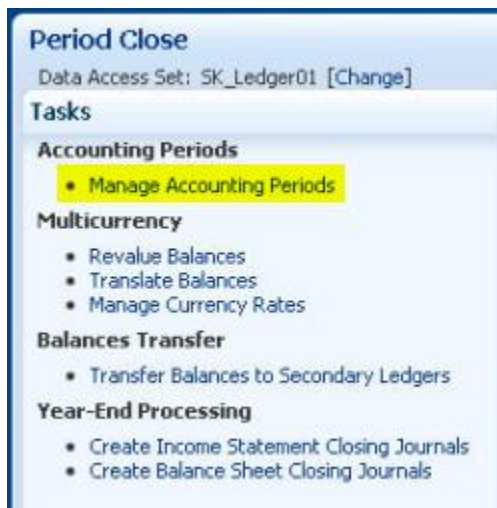 Period Close
Data Access Set: SK_Ledger01 [Change]
Tasks
Accounting Periods
• Manage Accounting Periods
Multicurrency
• Revalue Balances
• Translate Balances
• Manage Currency Rates
Balances Transfer
• Transfer Balances to Secondary Ledgers
Year-End Processing
• Create Income Statement Closing Journals
• Create Balance Sheet Closing Journals